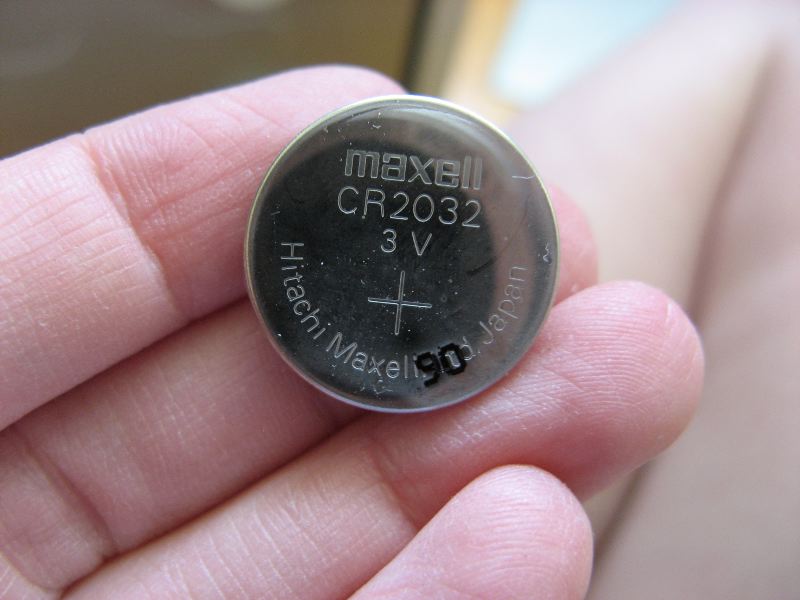 maxell
CR2032
3 V
+
Hitachi Maxell Japan
90